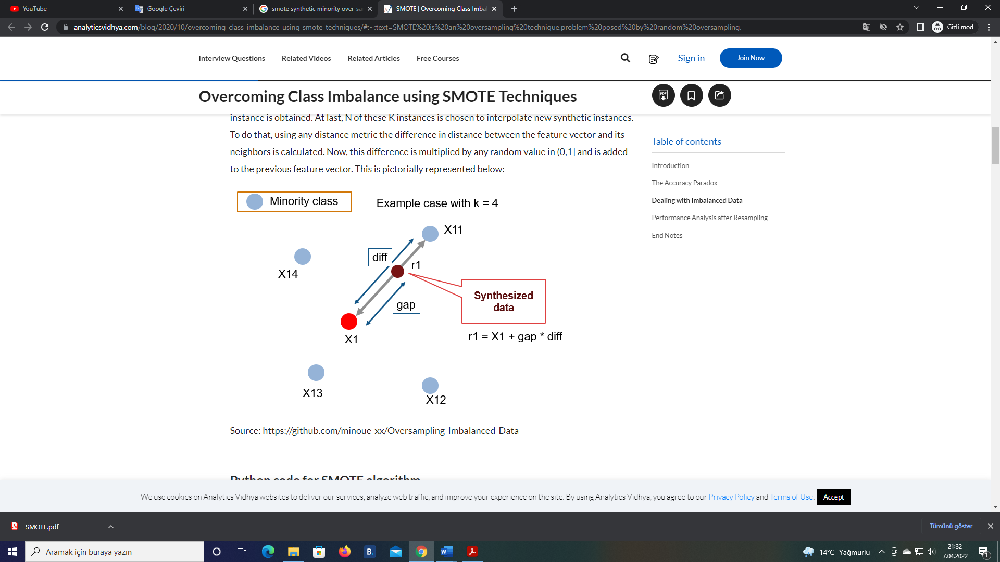 YouTube
Google Çeviri
smote synthetic minority over-sa
SMOTE | Overcoming Class Imbal
analyticsvidhya.com/blog/2020/10/overcoming-class-imbalance-using-smote-techniques/#:~:text=SMOTE%20is%20an%20oversampling%20technique,problem%20posed%20by%20random%20oversampling.
Gizli mod
Interview Questions
Related Videos
Related Articles
Free Courses
Sign in
Join Now
Overcoming Class Imbalance using SMOTE Techniques
PDF
instance is obtained. At last, N of these K instances is chosen to interpolate new synthetic instances.
To do that, using any distance metric the difference in distance between the feature vector and its
neighbors is calculated. Now, this difference is multiplied by any random value in (0,1] and is added
to the previous feature vector. This is pictorially represented below:
Table of contents
Introduction
The Accuracy Paradox
Dealing with Imbalanced Data
Performance Analysis after Resampling
End Notes
Minority class
Example case with k = 4
X11
diff
r1
X14
Synthesized
data
gap
X1
r1 = X1 + gap * diff
X13
X12
Source: https://github.com/minoue-xx/Oversampling-Imbalanced-Data
Python code for SMOTE algorithm
We use cookies on Analytics Vidhya websites to deliver our services, analyze web traffic, and improve your experience on the site. By using Analytics Vidhya, you agree to our Privacy Policy and Terms of Use.
Accept
SMOTE.pdf
Tümünü göster
Aramak için buraya yazın
B.
14°C Yağmurlu
21:32
7.04.2022
1